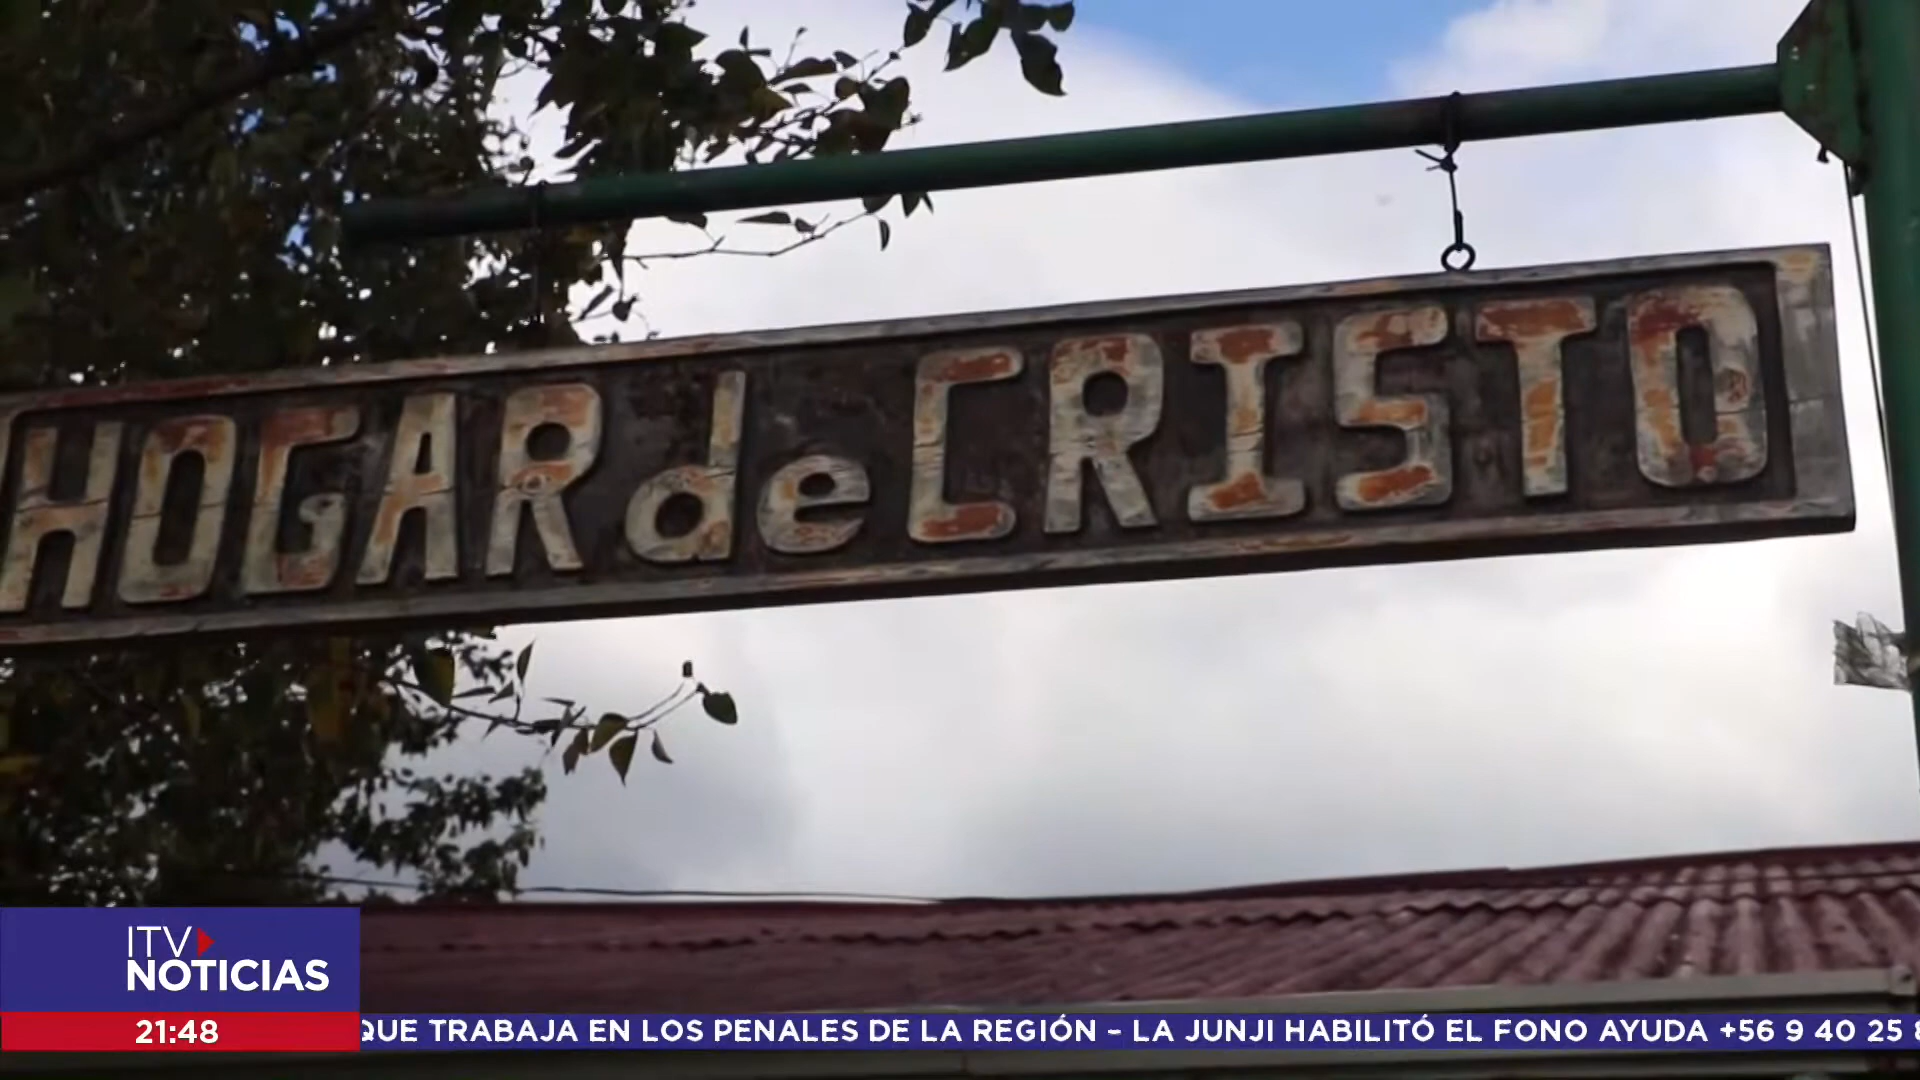 HOGAR de CRISTO
ITV
NOTICIAS
21:48
QUE TRABAJA EN LOS PENALES DE LA REGIÓN – LA JUNJI HABILITÓ EL FONO AYUDA +56 9 40 25